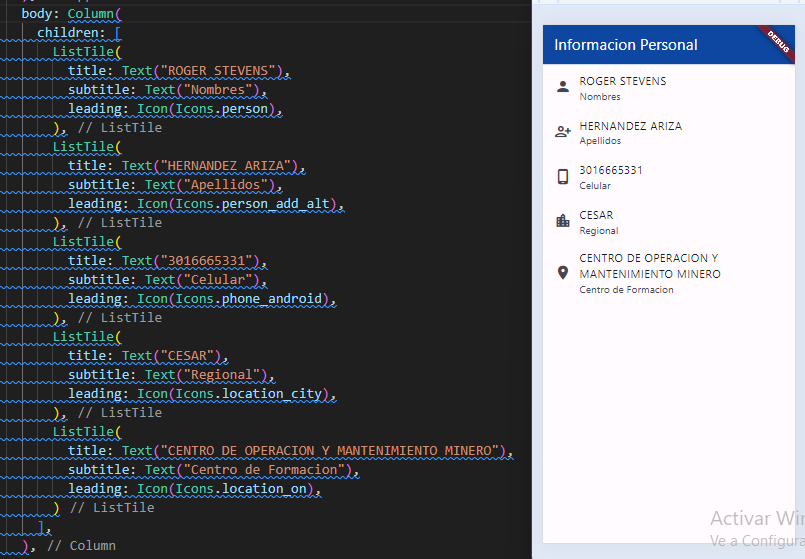 body: Column(
children: [
ListTile(
title: Text("ROGER STEVENS"),
subtitle: Text("Nombres"),
leading: Icon(Icons.person),
), // ListTile
ListTile(
title: Text("HERNANDEZ ARIZA"),
subtitle: Text("Apellidos"),
leading: Icon(Icons.person_add_alt),
), // ListTile
ListTile(
title: Text("3016665331"),
subtitle: Text("Celular"),
leading: Icon(Icons.phone_android),
), // ListTile
ListTile(
title: Text("CESAR"),
subtitle: Text("Regional"),
leading: Icon(Icons.location_city),
), // ListTile
ListTile(
title: Text("CENTRO DE OPERACION Y MANTENIMIENTO MINERO"),
subtitle: Text("Centro de Formacion"),
leading: Icon(Icons.location_on),
) // ListTile
],
), // Column
Informacion Personal
DEBUG
ROGER STEVENS
Nombres
HERNANDEZ ARIZA
Apellidos
3016665331
Celular
CESAR
Regional
CENTRO DE OPERACION Y
MANTENIMIENTO MINERO
Centro de Formacion
Activar Win
Ve a Configura